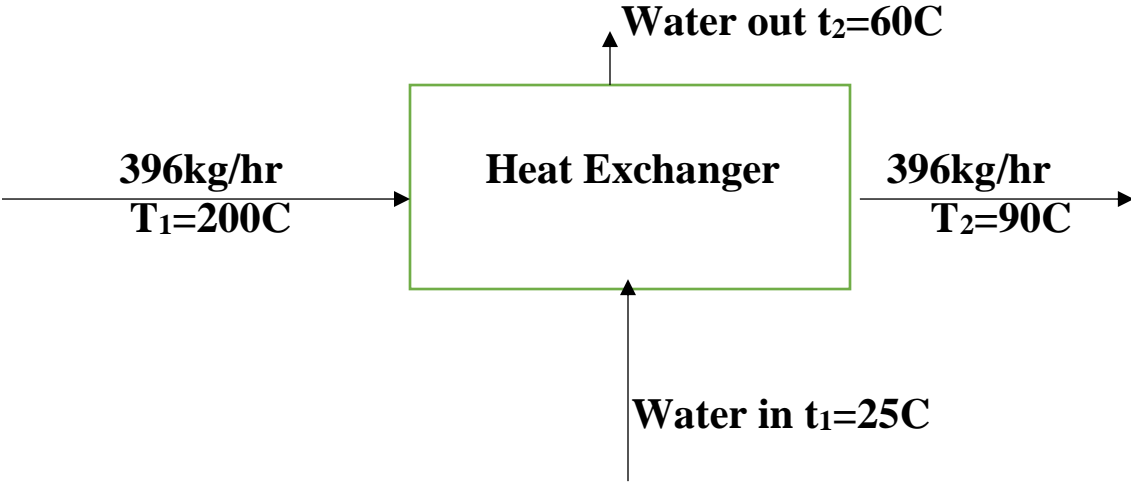 Water out t₂=60C
396kg/hr
T₁=200C
Heat Exchanger
396kg/hr
T₂=90C
Water in t₁=25C